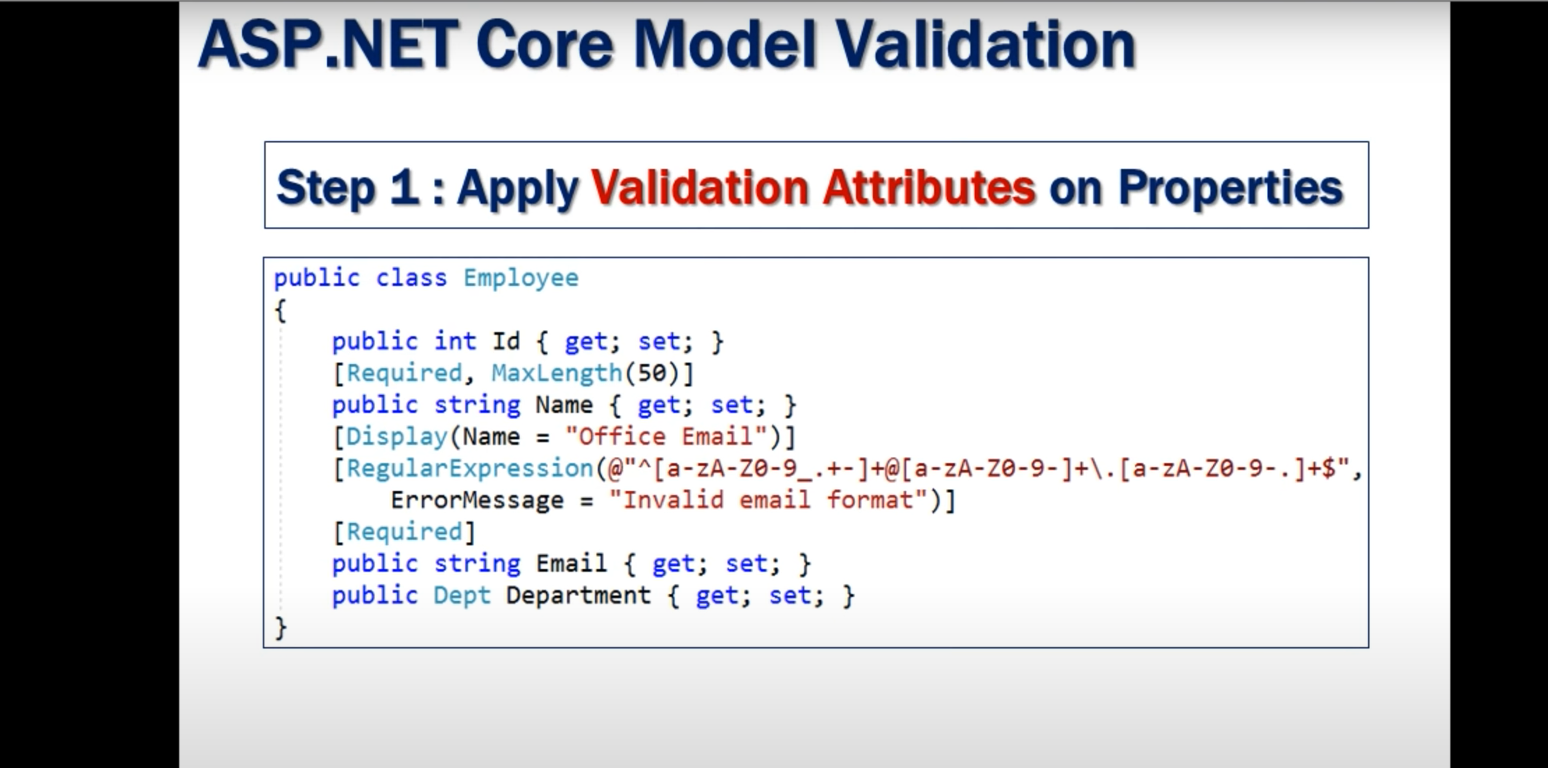 ASP.NET Core Model Validation
Step 1 : Apply Validation Attributes on Properties
public class Employee
{
    public int Id { get; set; }
    [Required, MaxLength(50)]
    public string Name { get; set; }
    [Display(Name = "Office Email")]
    [RegularExpression(@"^[a-zA-Z0-9_.+-]+@[a-zA-Z0-9-]+\.[a-zA-Z0-9-.]+$",
        ErrorMessage = "Invalid email format")]
    [Required]
    public string Email { get; set; }
    public Dept Department { get; set; }
}